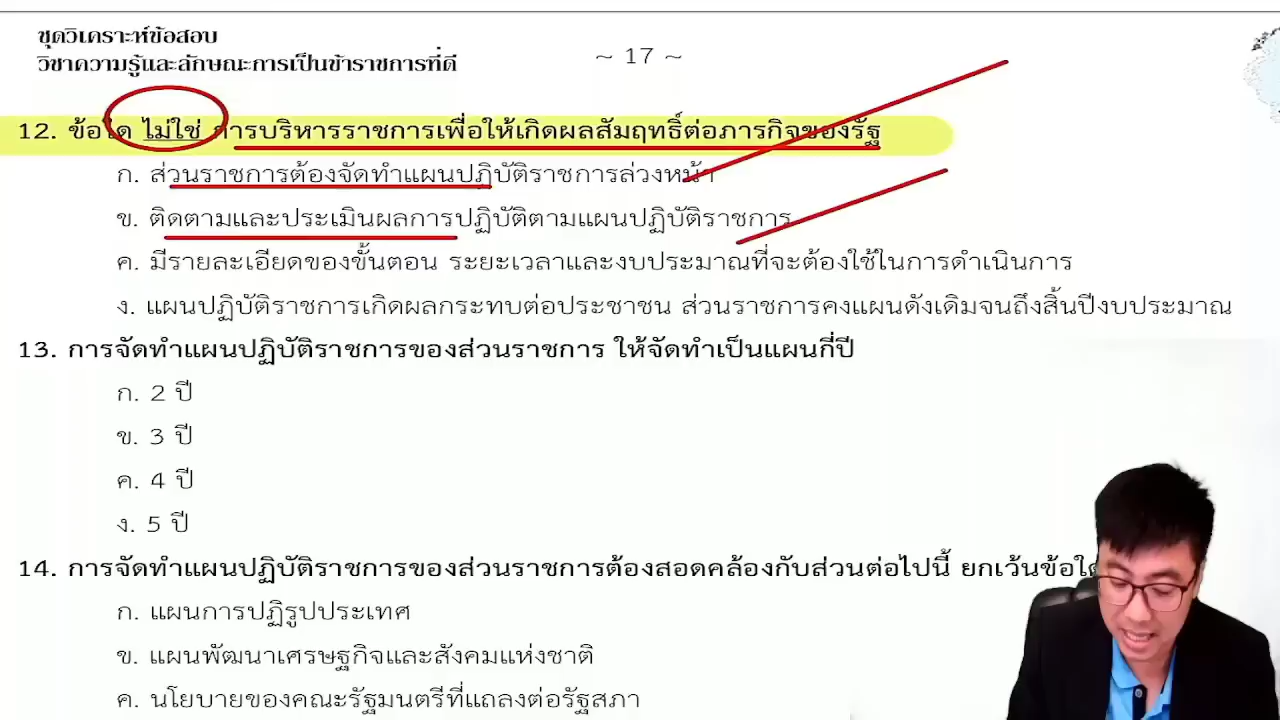 ชุดวิเคราะห์ข้อสอบ
วิชาความรู้และลักษณะการเป็นข้าราชการที่ดี
~ 17 ~
12. ข้อใด ไม่ใช่ การบริหารราชการเพื่อให้เกิดผลสัมฤทธิ์ต่อภารกิจของรัฐ
ก. ส่วนราชการต้องจัดทำแผนปฏิบัติราชการล่วงหน้า
ข. ติดตามและประเมินผลการปฏิบัติตามแผนปฏิบัติราชการ
ค. มีรายละเอียดของขั้นตอน ระยะเวลาและงบประมาณที่จะต้องใช้ในการดำเนินการ
ง. แผนปฏิบัติราชการเกิดผลกระทบต่อประชาชน ส่วนราชการคงแผนดังเดิมจนถึงสิ้นปีงบประมาณ
13. การจัดทำแผนปฏิบัติราชการของส่วนราชการ ให้จัดทำเป็นแผนกี่ปี
ก. 2 ปี
ข. 3 ปี
ค. 4 ปี
ง. 5 ปี
14. การจัดทำแผนปฏิบัติราชการของส่วนราชการต้องสอดคล้องกับส่วนต่อไปนี้ ยกเว้นข้อใด
ก. แผนการปฏิรูปประเทศ
ข. แผนพัฒนาเศรษฐกิจและสังคมแห่งชาติ
ค. นโยบายของคณะรัฐมนตรีที่แถลงต่อรัฐสภา